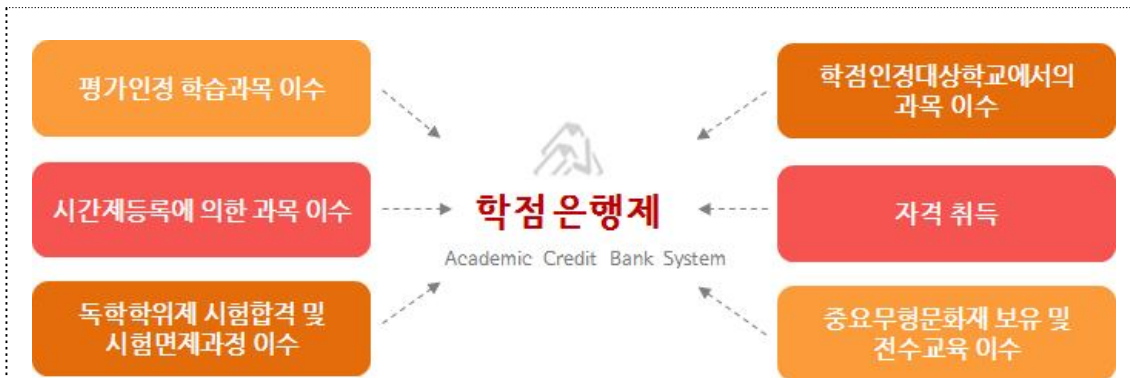 평가인정 학습과목 이수
시간제등록에 의한 과목 이수
독학학위제 시험합격 및
시험면제과정 이수
학점은행제
Academic Credit Bank System
학점인정대상학교에서의
과목 이수
자격 취득
중요무형문화재 보유 및
전수교육 이수